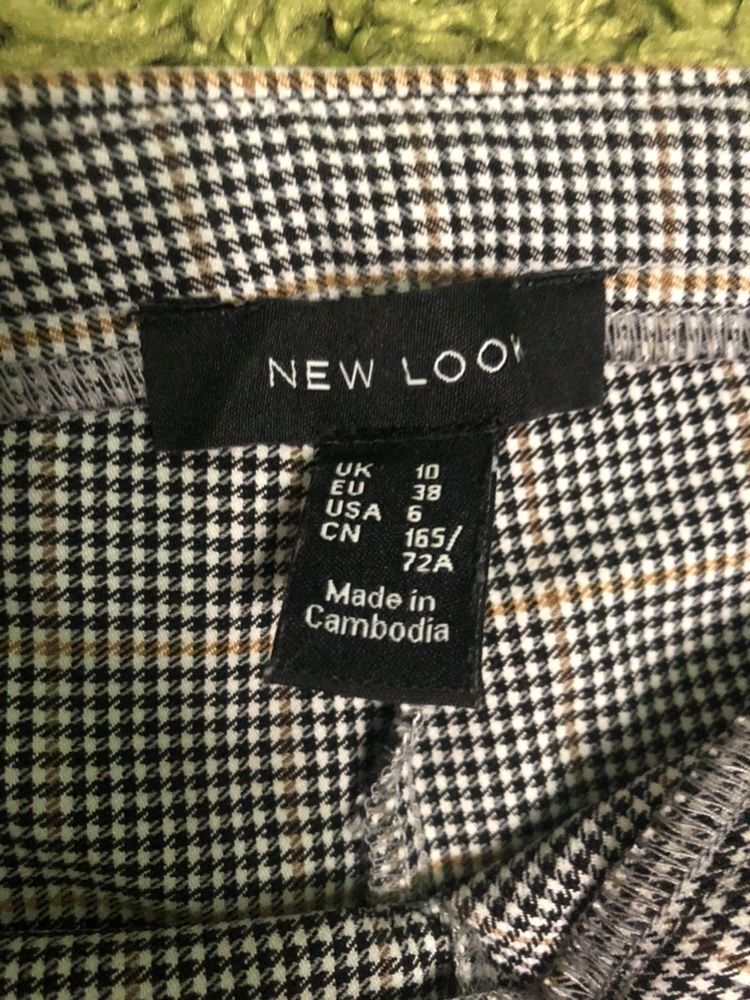 NEW LOOK
UK 10
EU 38
USA 6
CN 165/
72A
Made in
Cambodia